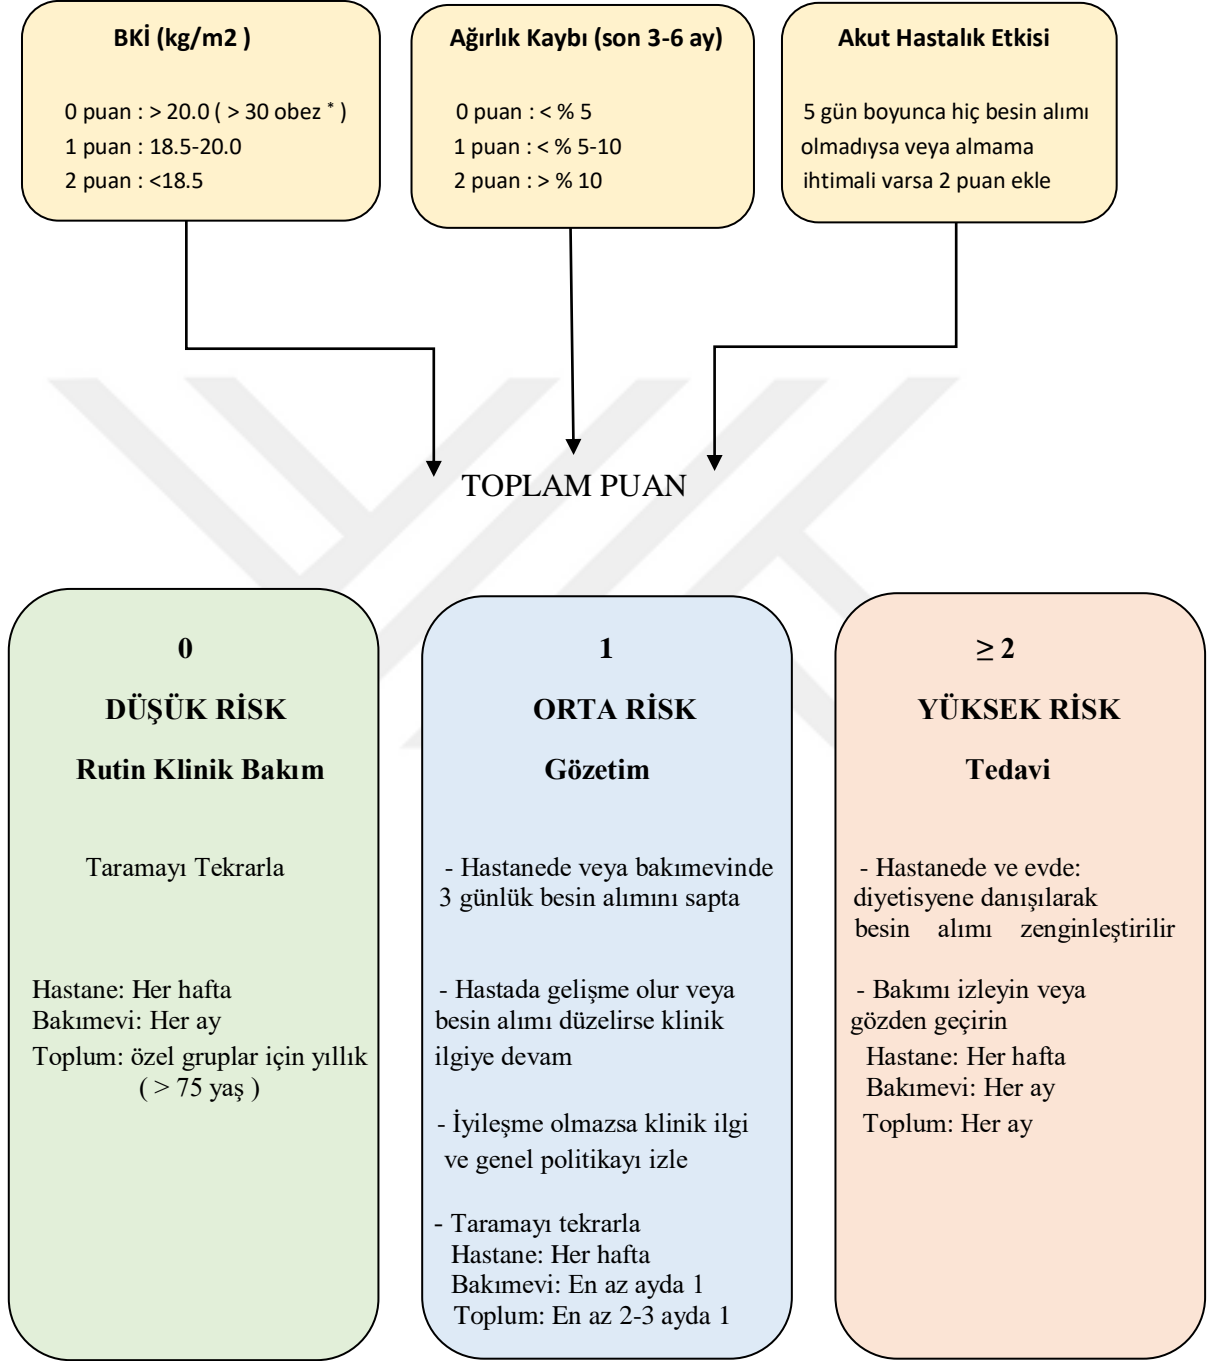 BKİ (kg/m2 )
0 puan : > 20.0 ( > 30 obez * )
1 puan : 18.5-20.0
2 puan : <18.5
Ağırlık Kaybı (son 3-6 ay)
0 puan : < % 5
1 puan : < % 5-10
2 puan : > % 10
Akut Hastalık Etkisi
5 gün boyunca hiç besin alımı
olmadıysa veya almama
ihtimali varsa 2 puan ekle
TOPLAM PUAN
0
DÜŞÜK RİSK
Rutin Klinik Bakım
Taramayı Tekrarla
Hastane: Her hafta
Bakımevi: Her ay
Toplum: özel gruplar için yıllık
( > 75 yaş )
1
ORTA RİSK
Gözetim
- Hastanede veya bakımevinde
3 günlük besin alımını sapta
- Hastada gelişme olur veya
besin alımı düzelirse klinik
ilgiye devam
- İyileşme olmazsa klinik ilgi
ve genel politikayı izle
- Taramayı tekrarla
Hastane: Her hafta
Bakımevi: En az ayda 1
Toplum: En az 2-3 ayda 1
≥ 2
YÜKSEK RİSK
Tedavi
- Hastanede ve evde:
diyetisyene danışılarak
besin alımı zenginleştirilir
- Bakımı izleyin veya
gözden geçirin
Hastane: Her hafta
Bakımevi: Her ay
Toplum: Her ay